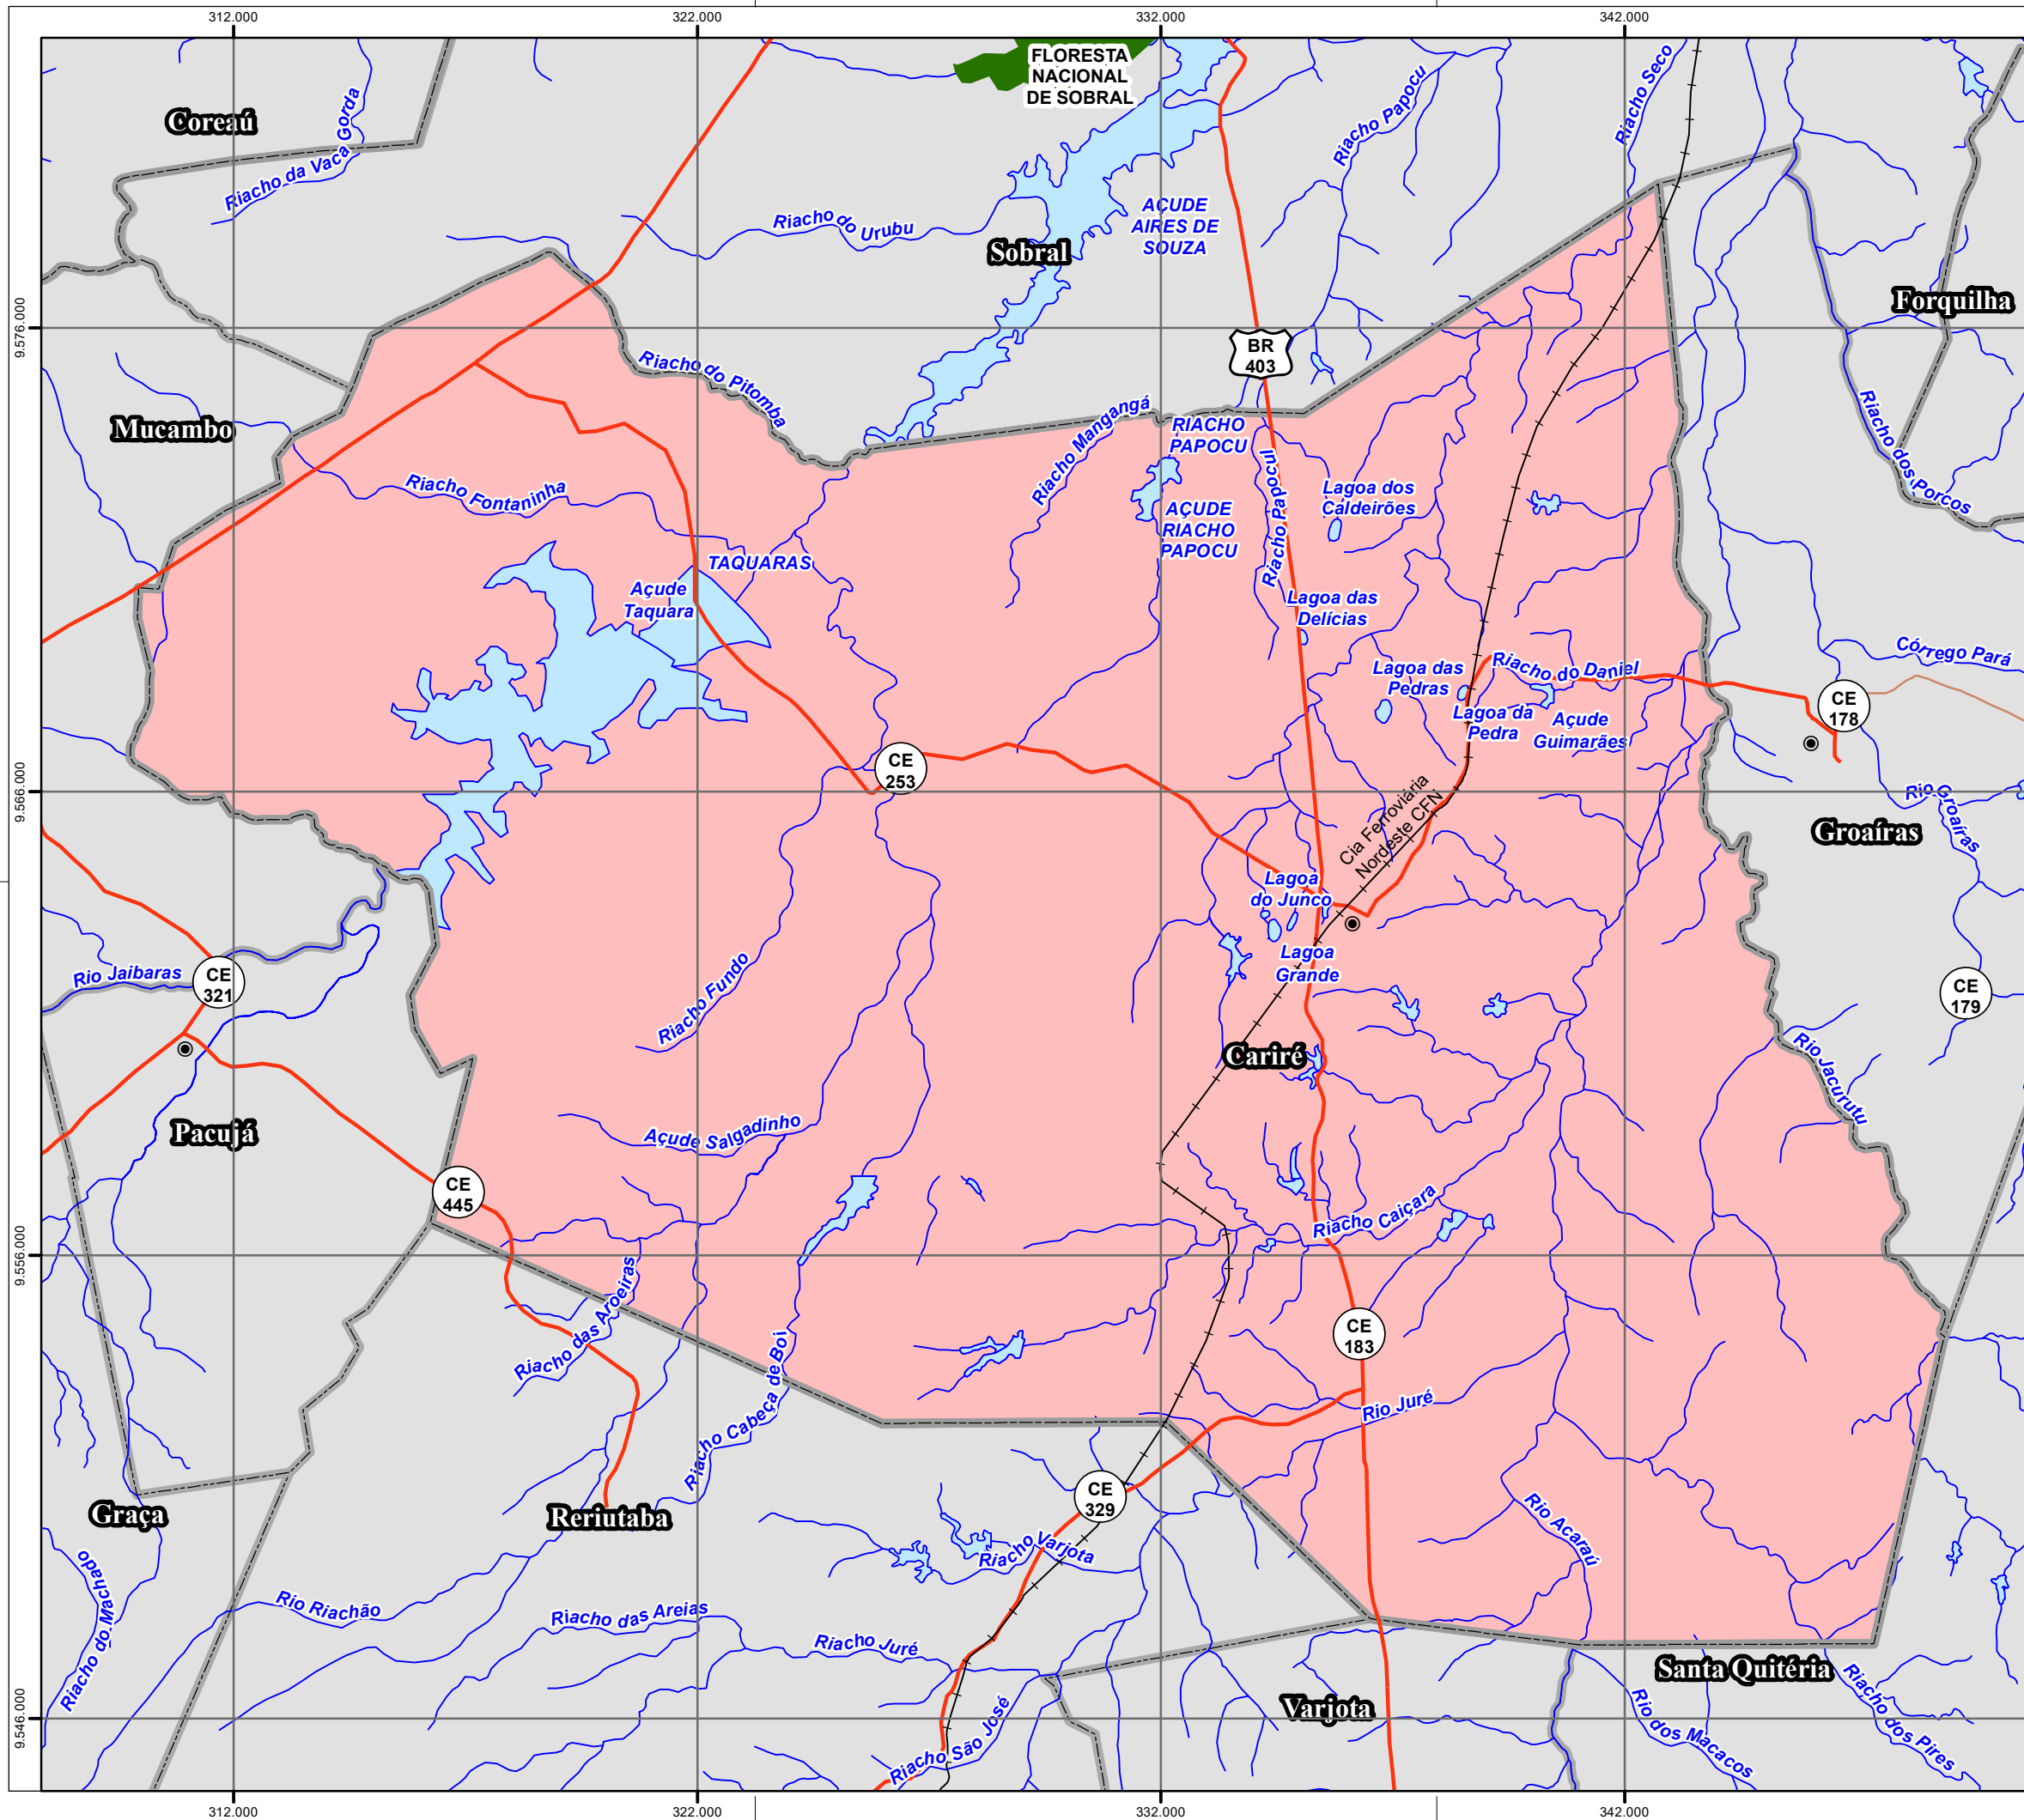 312.000
322.000
332.000
342.000
FLORESTA
NACIONAL
DE SOBRAL
Coreaú
Riacho da Vaca Gorda
Riacho Papocu
Riacho Seco
AÇUDE
AIRES DE
SOUZA
Riacho do Urubu
Sobral
Forquilha
9.576.000
BR
403
Riacho do Pitomba
Mucambo
Riacho Mangangá
RIACHO
PAPOCU
Riacho dos Porcos
Riacho Fontaninha
Riacho Papocu
Lagoa dos
Caldeirões
AÇUDE
RIACHO
PAPOCU
TAQUARAS
Açude
Taquara
Lagoa das
Delícias
Córrego Pará
Lagoa das
Pedras
Riacho do Daniel
Lagoa da
Pedra
Açude
Guimarães
CE
178
CE
253
9.566.000
Rio Groaíras
Cia Ferroviária
Nordeste CFN
Groaíras
Lagoa
do Junco
Lagoa
Grande
Rio Jaibaras
CE
321
Riacho Fundo
CE
179
Cariré
Rio Jacurutu
Pacujá
Açude Salgadinho
CE
445
Riacho Caiçara
9.556.000
Riacho das Aroeiras
CE
183
Riacho Cabeça de Boi
Rio Juré
CE
329
Graça
Reriutaba
Riacho Varjota
Rio Acaraú
Riacho do Machado
Rio Riachão
Riacho das Areias
Riacho Juré
Santa Quitéria
Varjota
9.546.000
Riacho São José
Rio dos Macacos
Riacho dos Pires
312.000
322.000
332.000
342.000